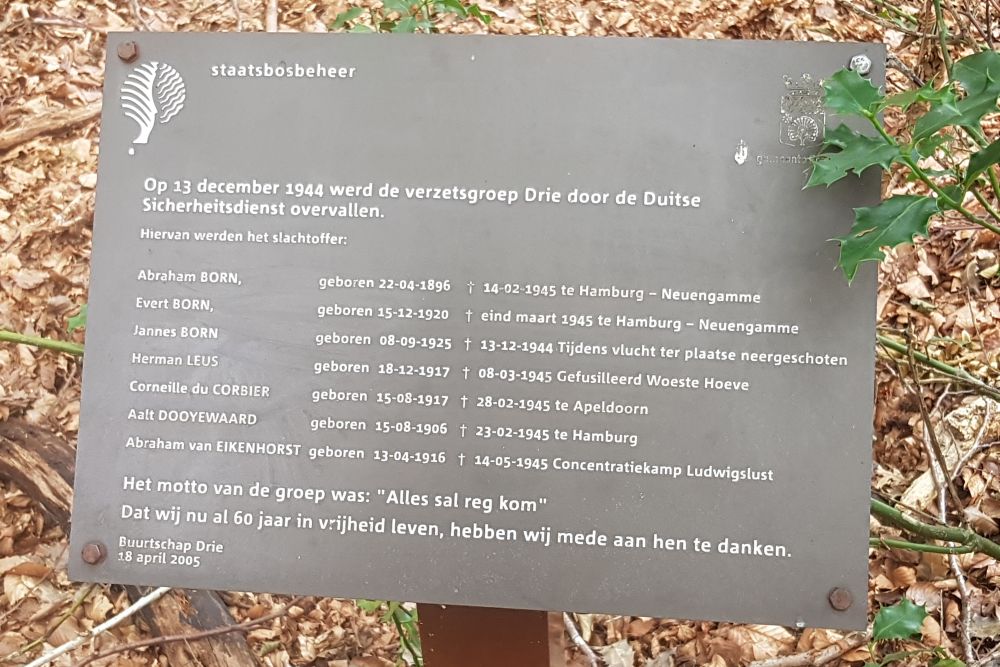 staatsbosbeheer
Op 13 december 1944 werd de verzetsgroep Drie door de Duitse
Sicherheitsdienst overvallen.
Hiervan werden het slachtoffer:
Abraham BORN, geboren 22-04-1896 † 14-02-1945 te Hamburg – Neuengamme
Evert BORN, geboren 15-12-1920 † eind maart 1945 te Hamburg – Neuengamme
Jannes BORN geboren 08-09-1925 † 13-12-1944 Tijdens vlucht ter plaatse neergeschoten
Herman LEUS geboren 18-12-1917 † 08-03-1945 Gefusilleerd Woeste Hoeve
Corneille du CORBIER geboren 15-08-1917 † 28-02-1945 te Apeldoorn
Aalt DOOYEWAARD geboren 15-08-1906 † 23-02-1945 te Hamburg
Abraham van EIKENHORST geboren 13-04-1916 † 14-05-1945 Concentratiekamp Ludwigslust
Het motto van de groep was: "Alles sal reg kom"
Dat wij nu al 60 jaar in vrijheid leven, hebben wij mede aan hen te danken.
Buurtschap Drie
18 april 2005